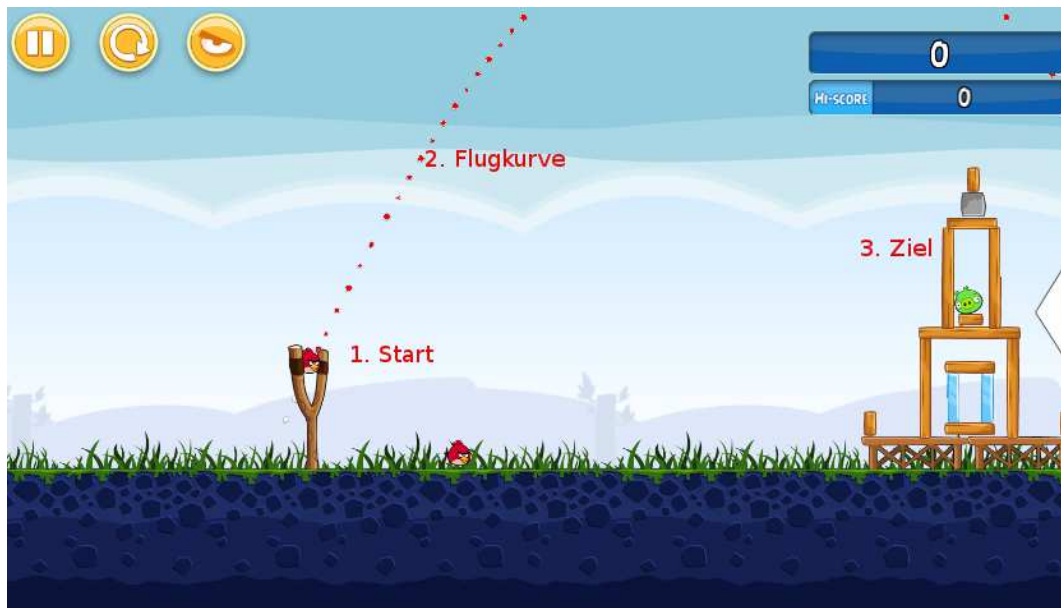 0
HI-SCORE 0
2. Flugkurve
3. Ziel
1. Start